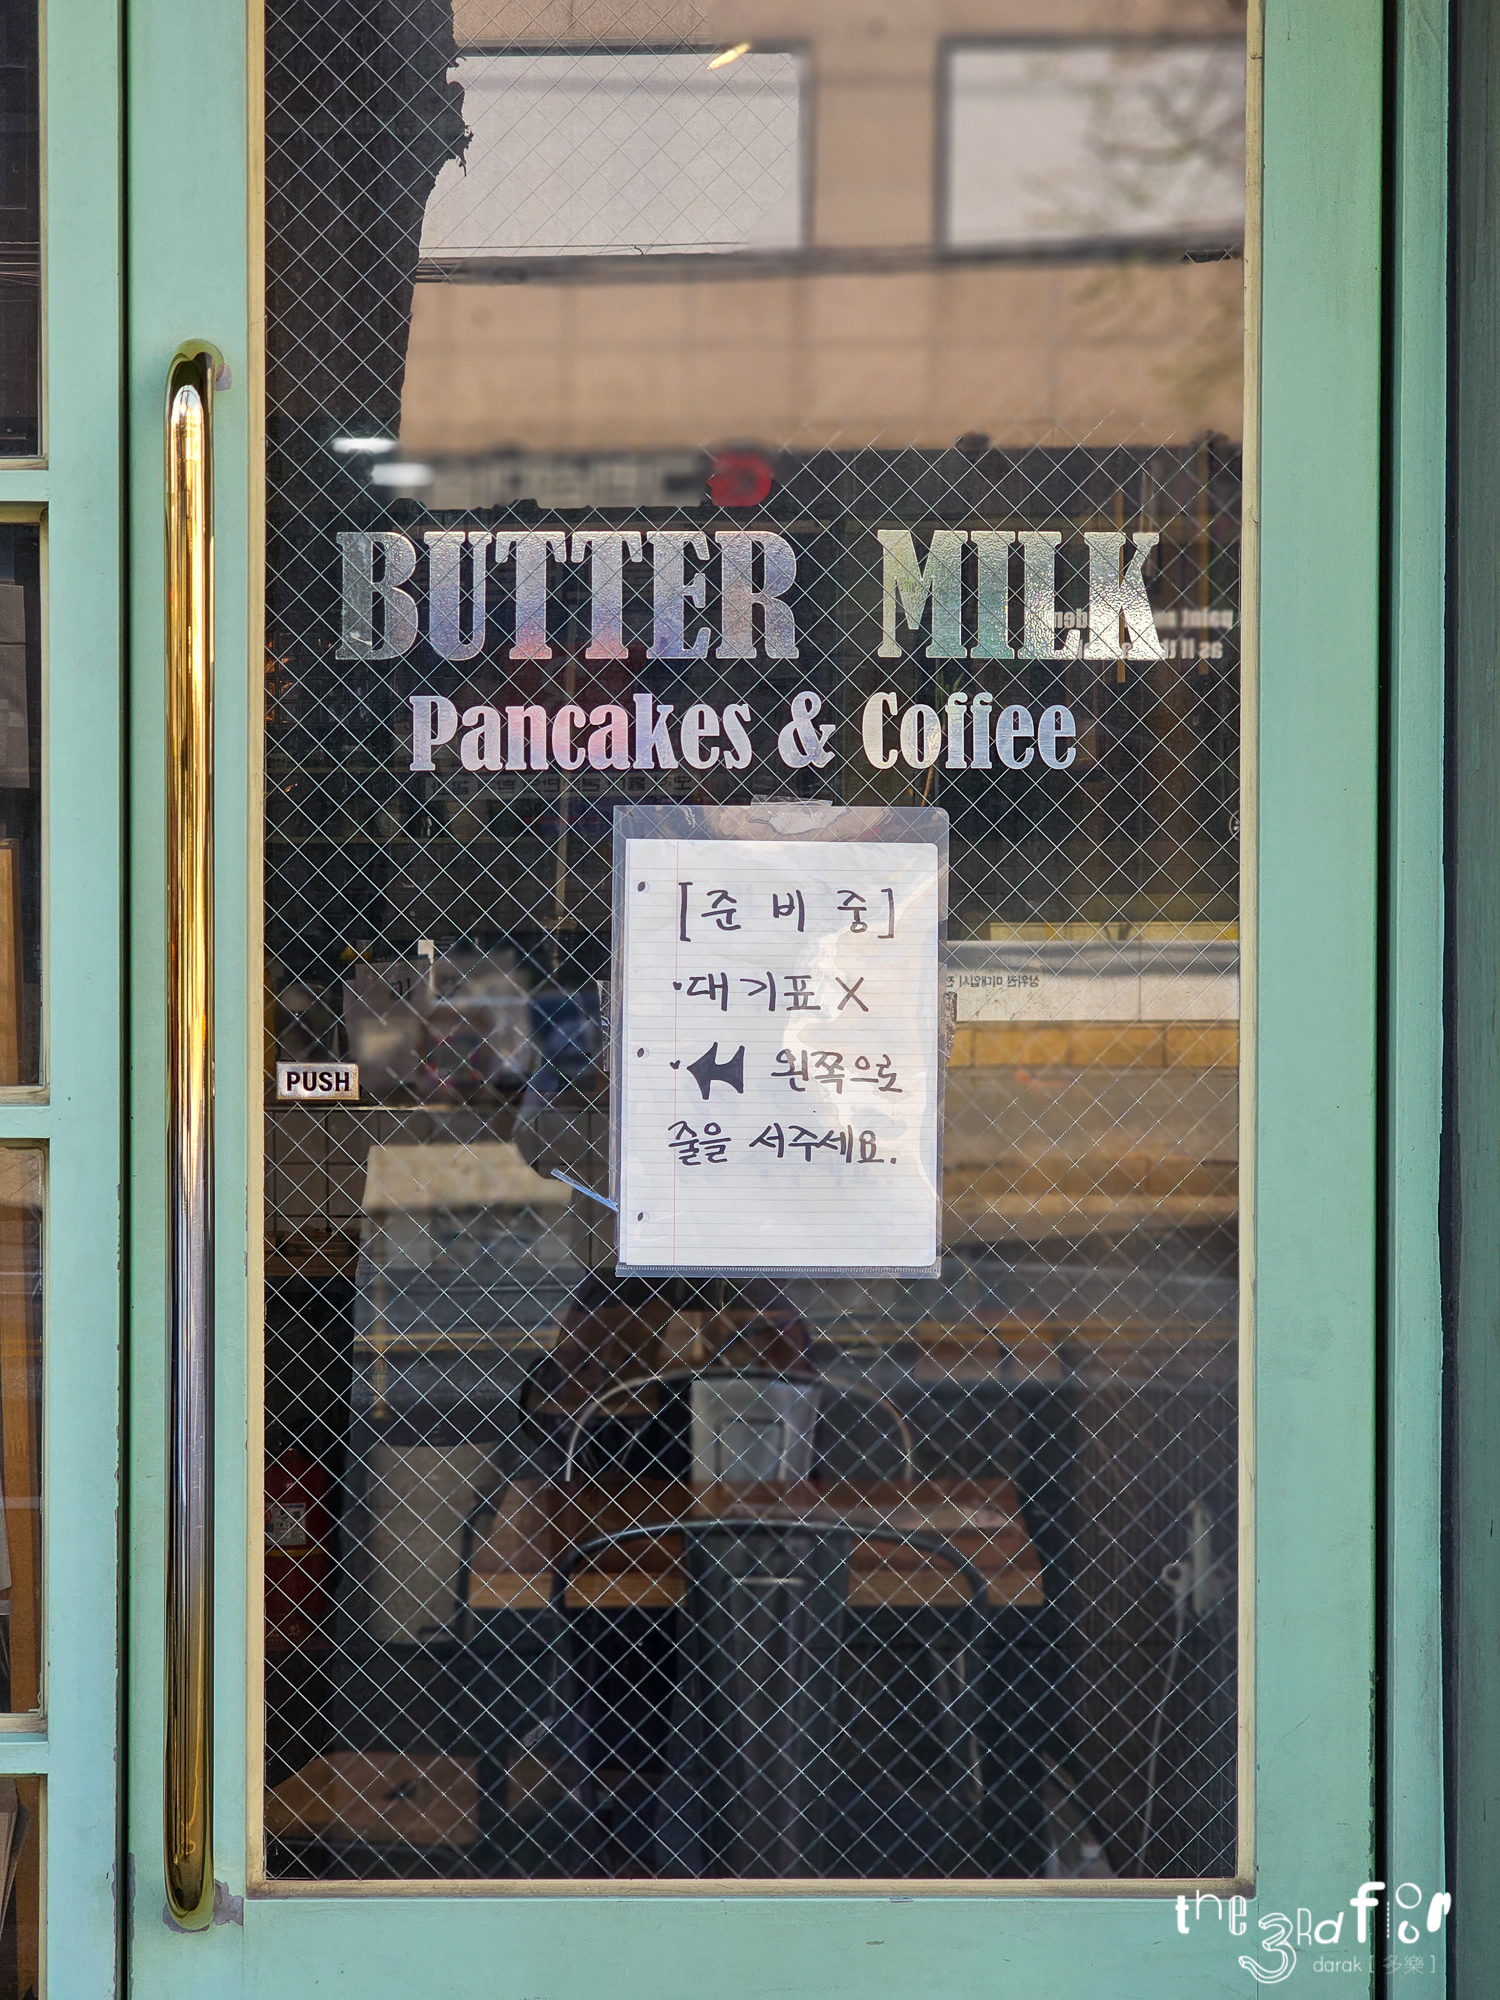 BUTTER MILK
Pancakes & Coffee
[준 비 중]
·대기표 X
· 왼쪽으로
줄을 서주세요.
PUSH
the 3Rd floor
darak [多樂]